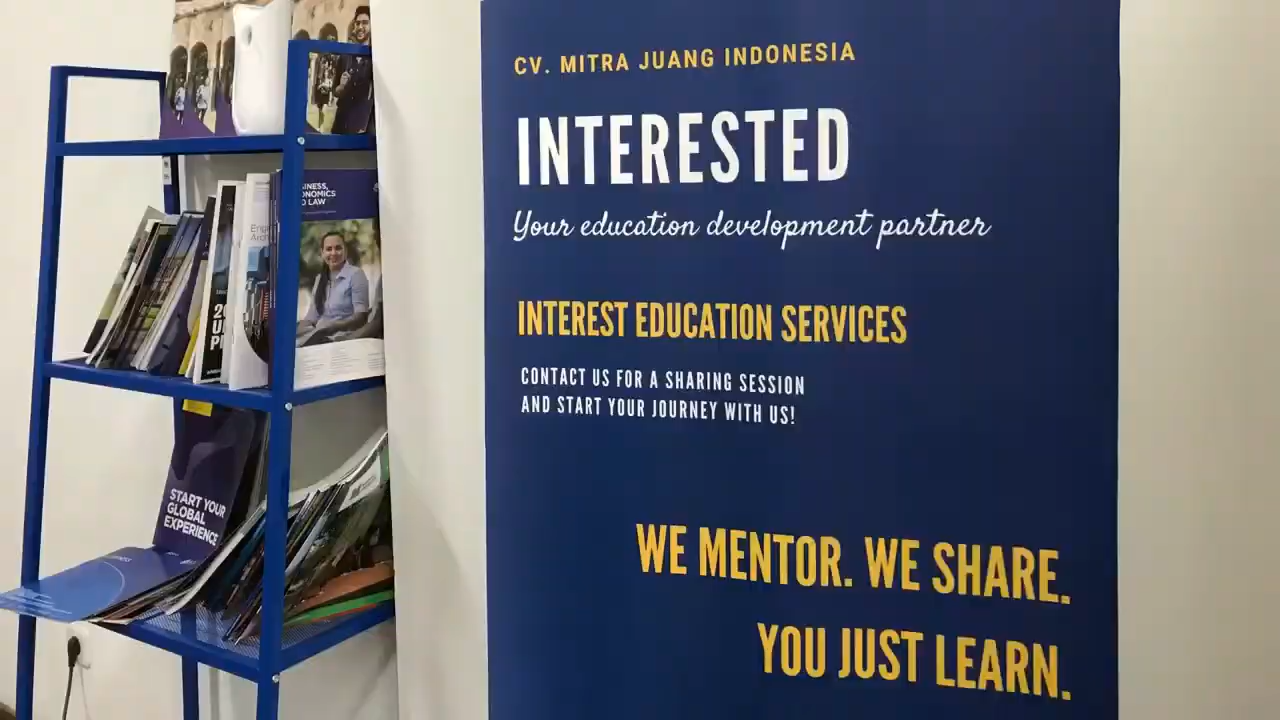 CV. MITRA JUANG INDONESIA
INTERESTED
Your education development partner
INTEREST EDUCATION SERVICES
CONTACT US FOR A SHARING SESSION
AND START YOUR JOURNEY WITH US!
WE MENTOR. WE SHARE.
YOU JUST LEARN.
START YOUR
GLOBAL
EXPERIENCE
LAW